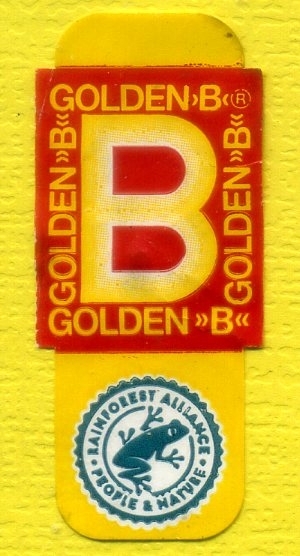 GOLDEN›B«®
GOLDEN »B«
B
GOLDEN »B«
GOLDEN »B«
RAINFOREST ALLIANCE
PEOPLE & NATURE